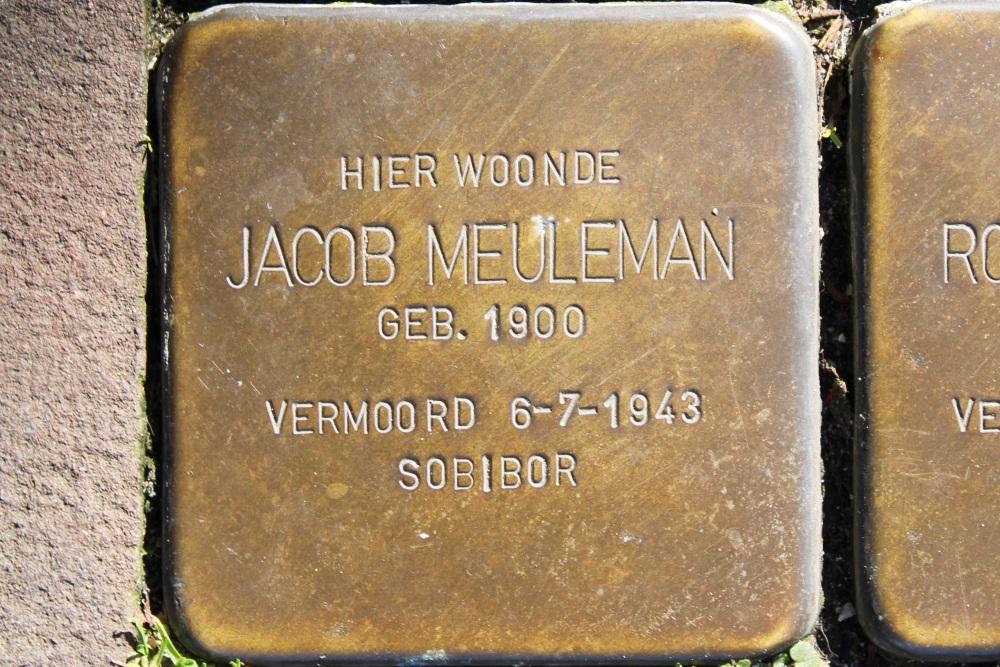 HIER WOONDE
JACOB MEULEMAN
GEB. 1900
VERMOORD 6-7-1943
SOBIBOR